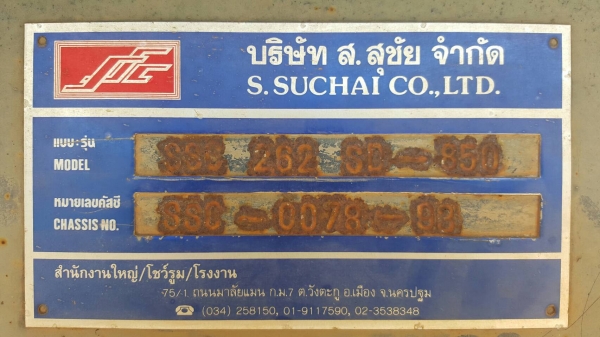 บริษัท ส. สุชัย จำกัด
S. SUCHAI CO.,LTD.
แบบ:รุ่น
MODEL 262
หมายเลขคัสซี
CHASSIS NO. 0078
สำนักงานใหญ่/โชว์รูม/โรงงาน
75/1 ถนนมาลัยแมน ก.ม.7 ต.วังตะกู อ.เมือง จ.นครปฐม
☎ (034) 258150, 01-9117590, 02-3538348